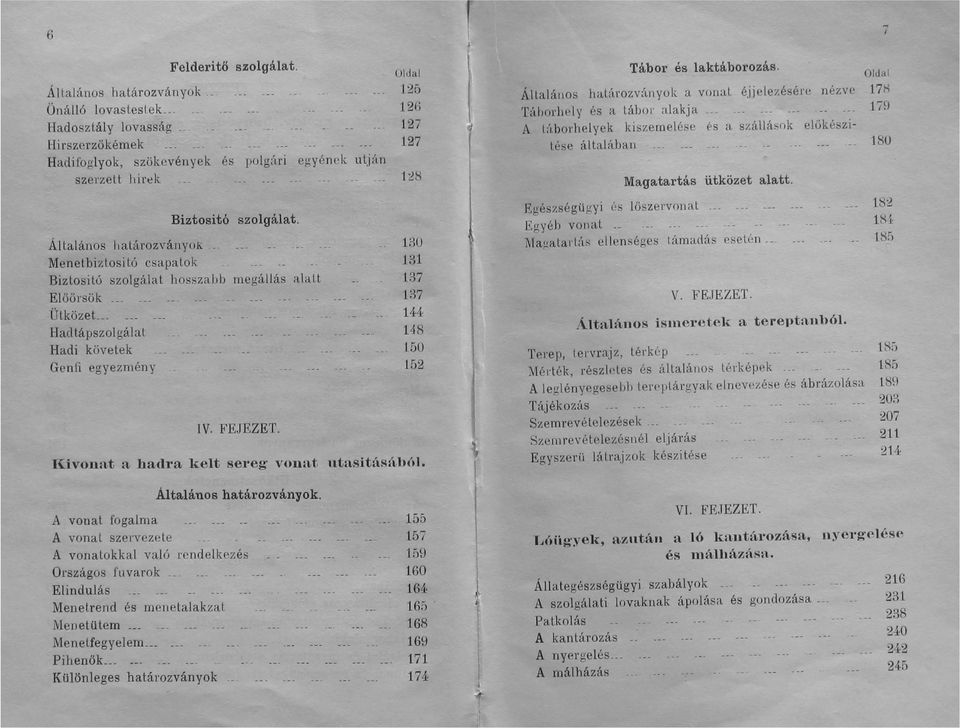 6
Felderitő szolgálat.
Oldal
Általános határozványok 125
Önálló lovastestek 126
Hadosztály lovasság 127
Hirszerzőkémek 127
Hadifoglyok, szökevények és polgári egyének utján
szerzett hirek 128
Biztositó szolgálat.
Általános határozványok 130
Menetbiztositó csapatok 131
Biztositó szolgálat hosszabb megállás alatt 137
Előőrsök 137
Ütközet 144
Hadtápszolgálat 148
Hadi követek 150
Genfi egyezmény 152
IV. FEJEZET.
Kivonat a hadra kelt sereg vonat utasitásából.
Általános határozványok.
A vonat fogalma 155
A vonat szervezete 157
A vonatokkal való rendelkezés 159
Országos fuvarok 160
Elindulás 164
Menetrend és menetalakzat 165
Menetütem 168
Menetfegyelem 169
Pihenők 171
Különleges határozványok 174
7
Tábor és laktáborozás.
Oldal
Általános határozványok a vonat éjjelezésére nézve 178
Táborhely és a tábor alakja 179
A táborhelyek kiszemelése és a szállások előkészi-
tése általában 180
Magatartás ütközet alatt.
Egészségügyi és lőszervonat 182
Egyéb vonat 184
Magatartás ellenséges támadás esetén 185
V. FEJEZET.
Általános ismeretek a tereptanból.
Terep, tervrajz, térkép 185
Mérték, részletes és általános térképek 185
A leglényegesebb tereptárgyak elnevezése és ábrázolása 189
Tájékozás 203
Szemrevételezések 207
Szemrevételezésnél eljárás 211
Egyszerü látrajzok készitése 214
VI. FEJEZET.
Lóügyek, azután a ló kantározása, nyergelése
és málházása.
Állategészségügyi szabályok 216
A szolgálati lovaknak ápolása és gondozása 231
Patkolás 238
A kantározás 240
A nyergelés 242
A málházás 245